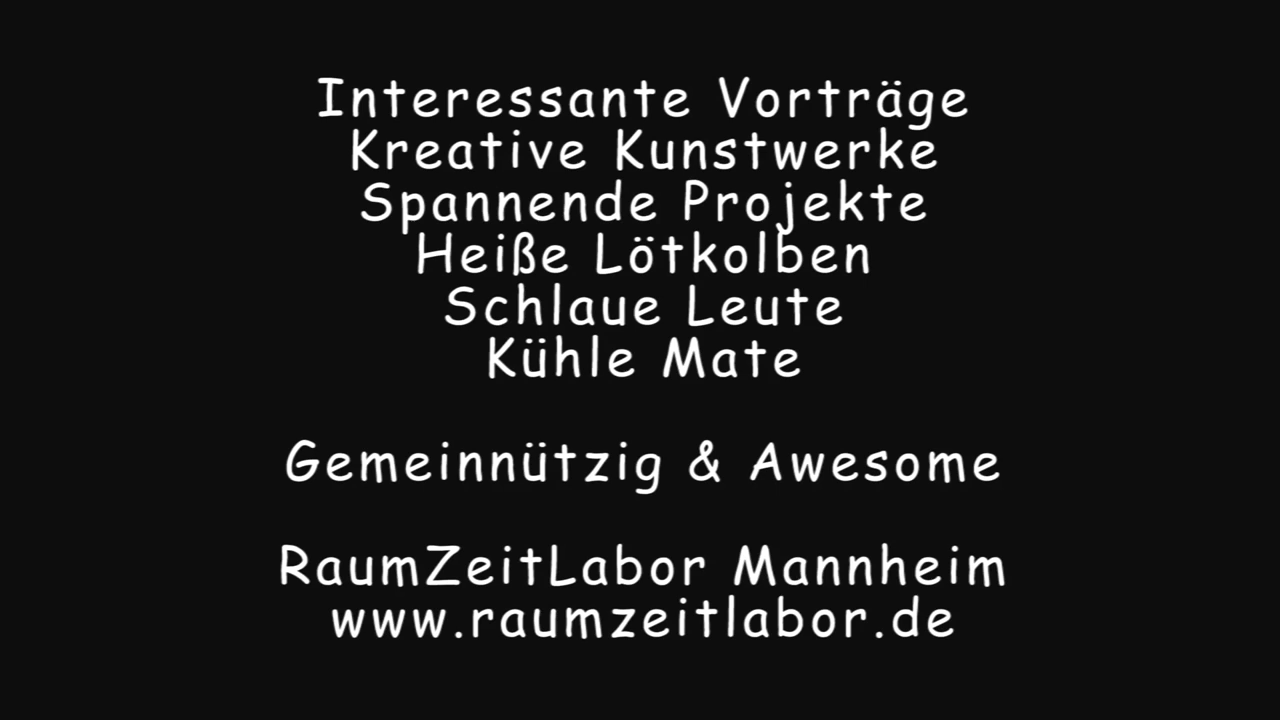 Interessante Vorträge
Kreative Kunstwerke
Spannende Projekte
Heiße Lötkolben
Schlaue Leute
Kühle Mate
Gemeinnützig & Awesome
RaumZeitLabor Mannheim
www.raumzeitlabor.de